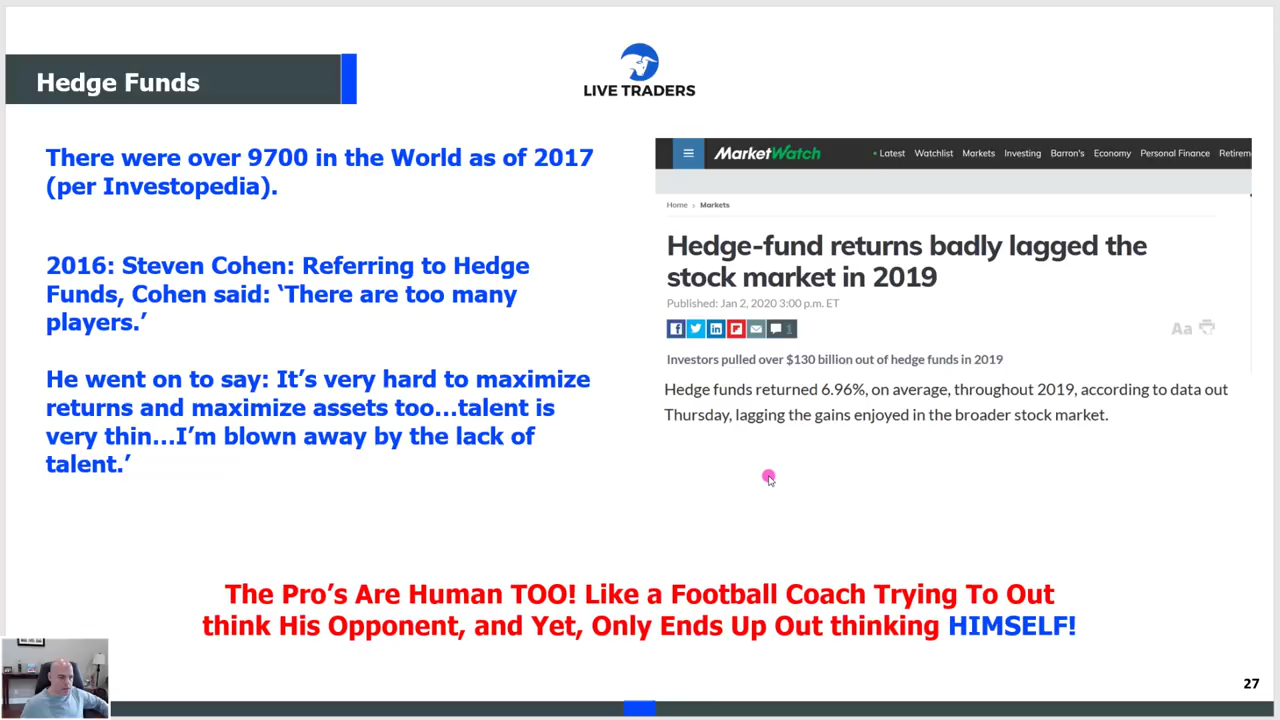 Hedge Funds
LIVE TRADERS
There were over 9700 in the World as of 2017
(per Investopedia).
2016: Steven Cohen: Referring to Hedge
Funds, Cohen said: ‘There are too many
players.’
He went on to say: It’s very hard to maximize
returns and maximize assets too…talent is
very thin…I’m blown away by the lack of
talent.’
MarketWatch
• Latest Watchlist Markets Investing Barron's Economy Personal Finance Retirem
Home › Markets
Hedge-fund returns badly lagged the
stock market in 2019
Published: Jan 2, 2020 3:00 p.m. ET
1
Aa
Investors pulled over $130 billion out of hedge funds in 2019
Hedge funds returned 6.96%, on average, throughout 2019, according to data out
Thursday, lagging the gains enjoyed in the broader stock market.
The Pro’s Are Human TOO! Like a Football Coach Trying To Out
think His Opponent, and Yet, Only Ends Up Out thinking HIMSELF!
27